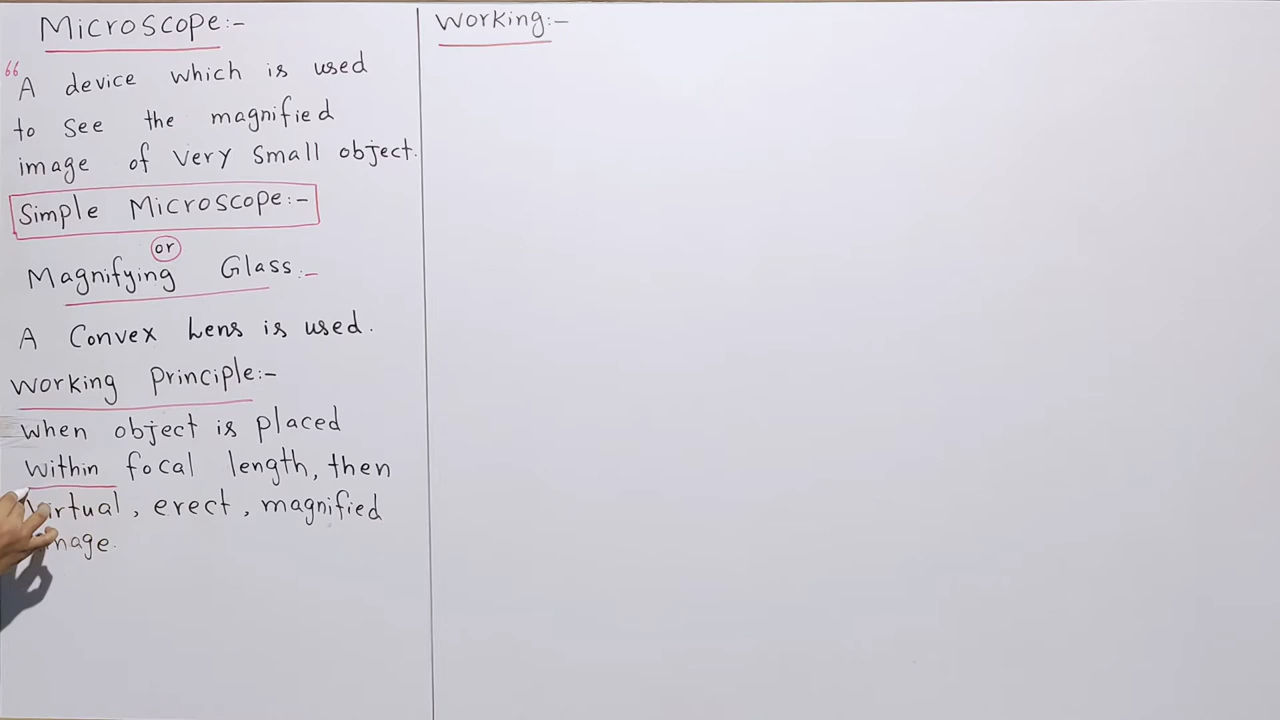 Microscope:-
"A device which is used
to see the magnified
image of very small object.
Simple Microscope:-
or
Magnifying Glass:-
A Convex Lens is used.
Working Principle:-
When object is placed
within focal length, then
virtual, erect, magnified
image.
Working:-